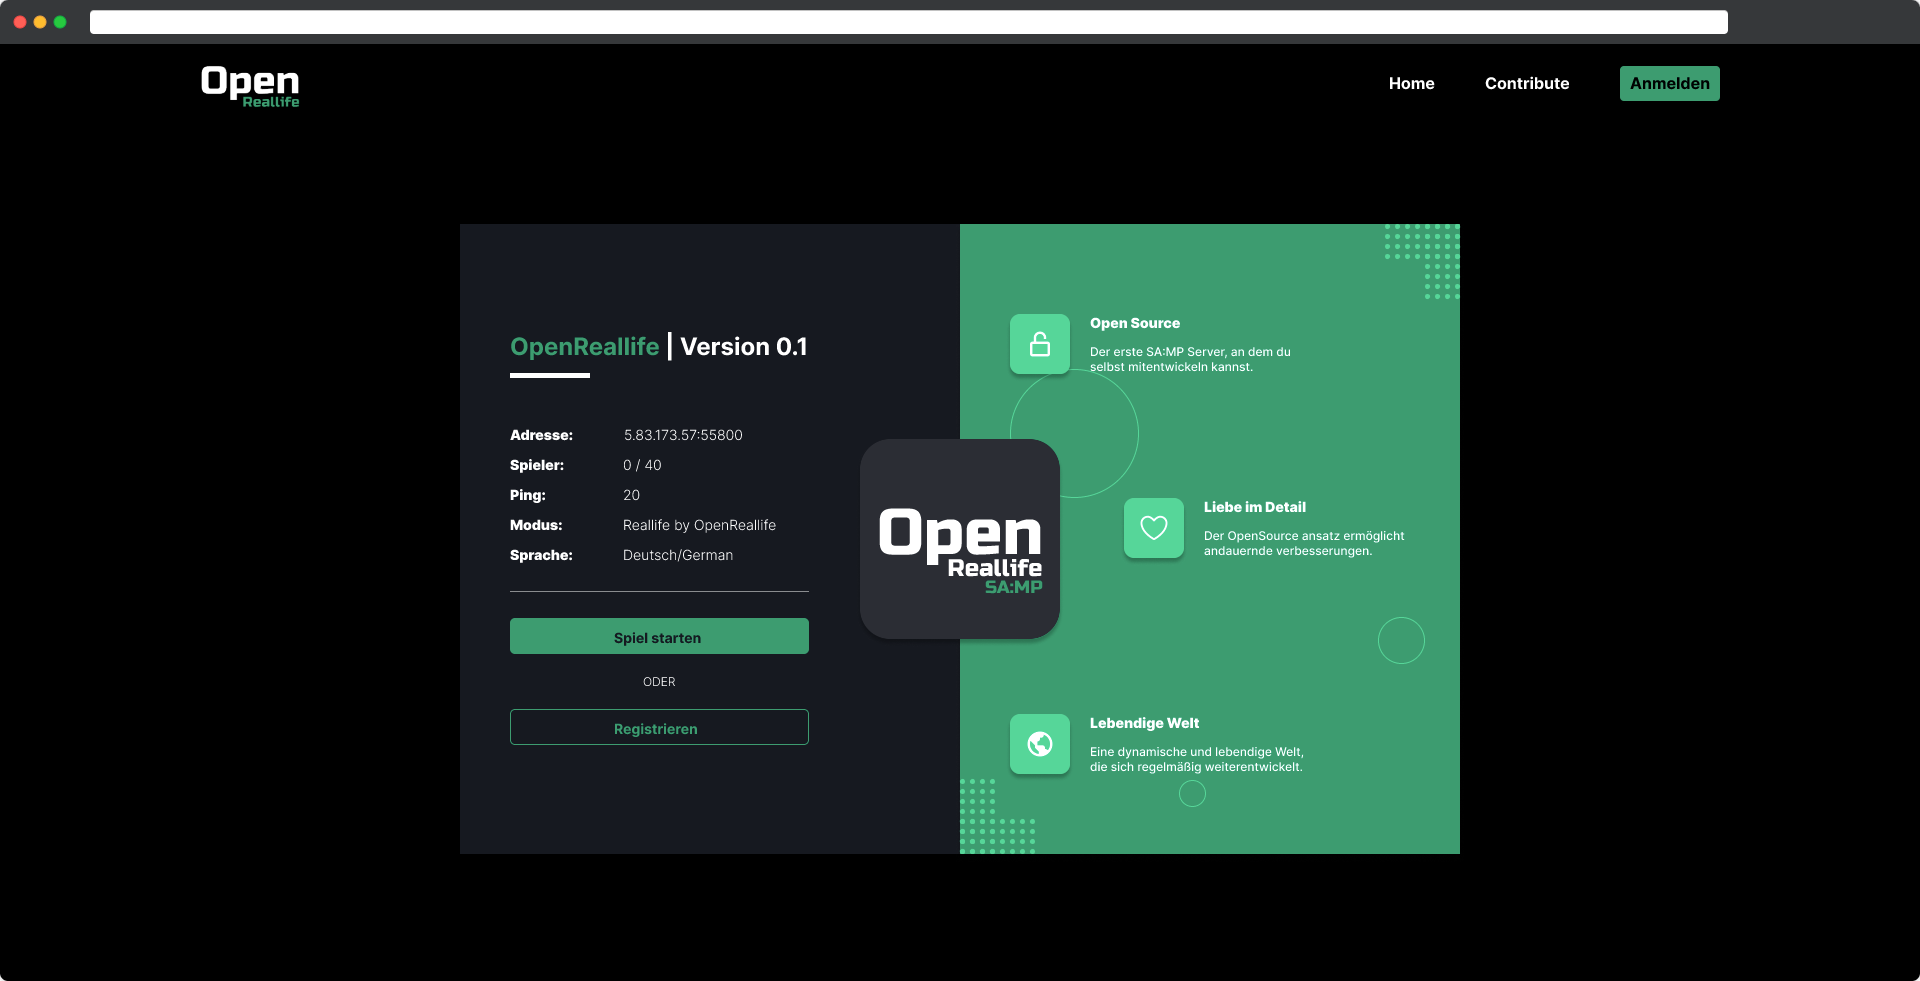 Open
Reallife
Home
Contribute
Anmelden
OpenReallife | Version 0.1
Adresse: 5.83.173.57:55800
Spieler: 0 / 40
Ping: 20
Modus: Reallife by OpenReallife
Sprache: Deutsch/German
Spiel starten
ODER
Registrieren
Open
Reallife
SA:MP
Open Source
Der erste SA:MP Server, an dem du
selbst mitentwickeln kannst.
Liebe im Detail
Der OpenSource ansatz ermöglicht
andauernde verbesserungen.
Lebendige Welt
Eine dynamische und lebendige Welt,
die sich regelmäßig weiterentwickelt.